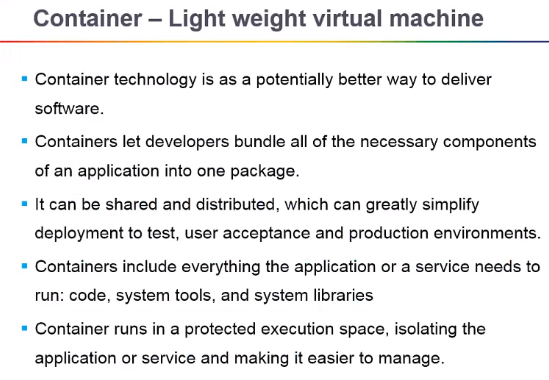 Container – Light weight virtual machine
Container technology is as a potentially better way to deliver
software.
Containers let developers bundle all of the necessary components
of an application into one package.
It can be shared and distributed, which can greatly simplify
deployment to test, user acceptance and production environments.
Containers include everything the application or a service needs to
run: code, system tools, and system libraries
Container runs in a protected execution space, isolating the
application or service and making it easier to manage.